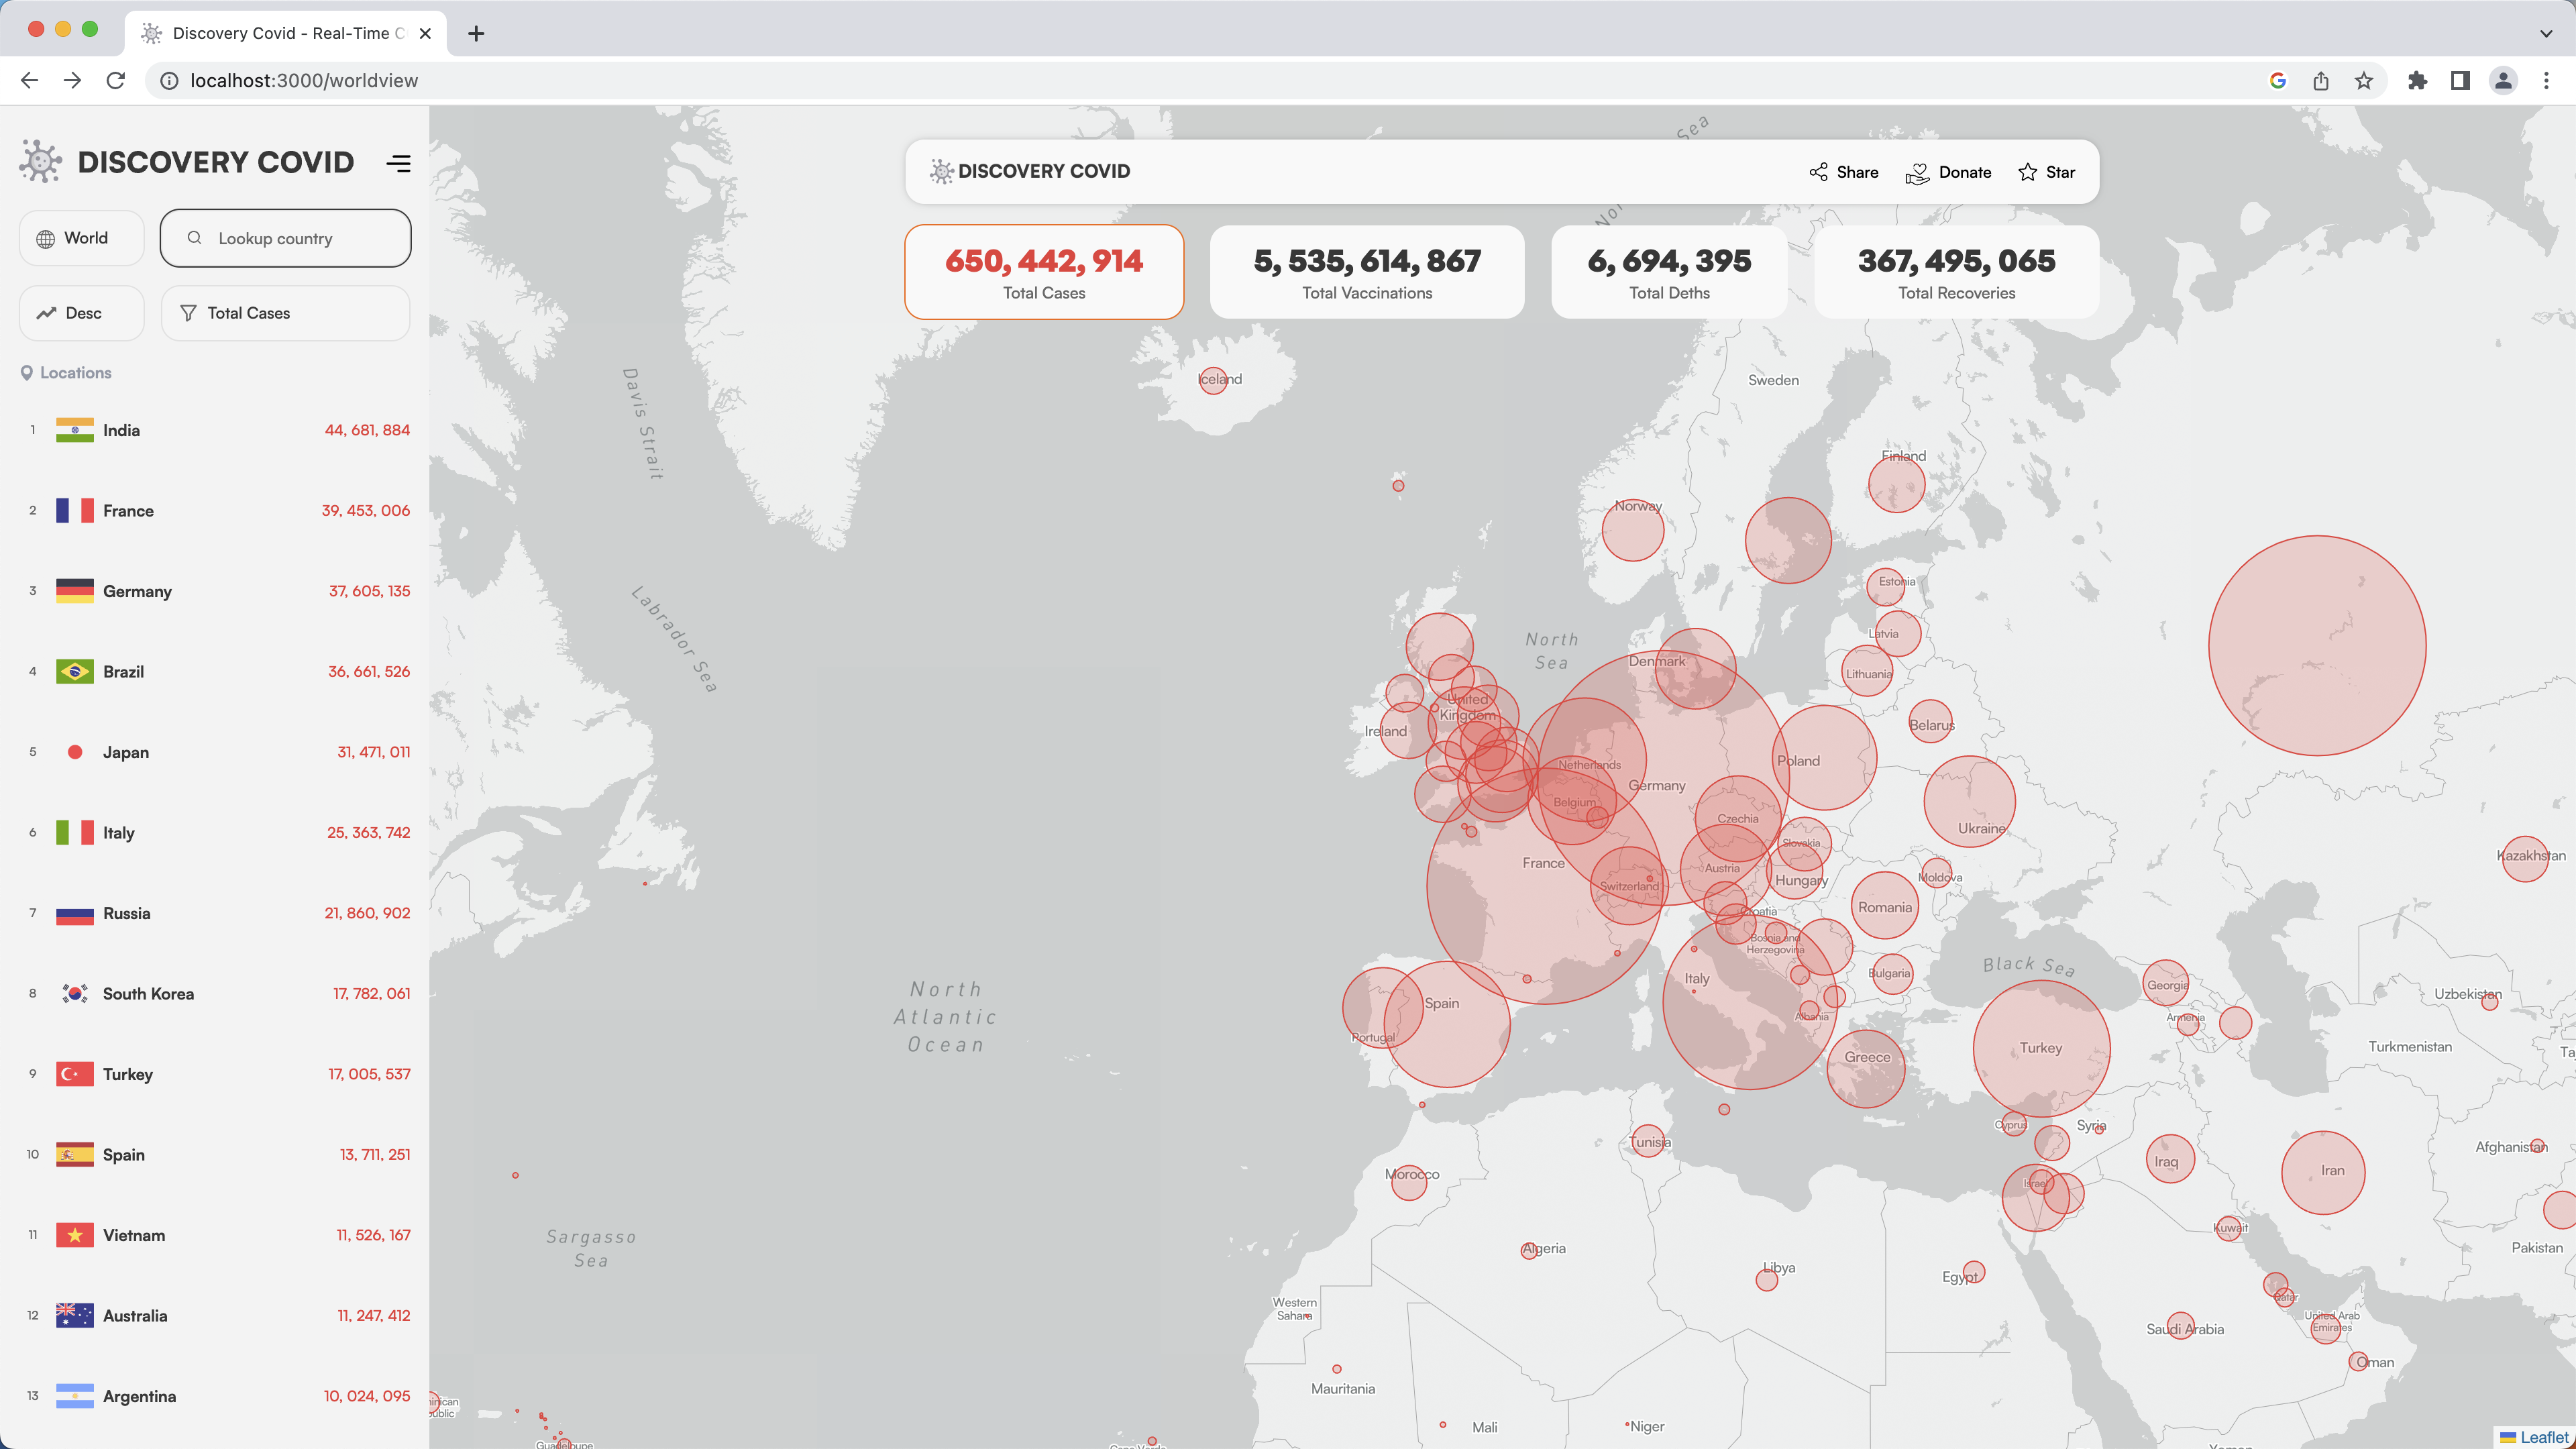 Discovery Covid - Real-Time C
localhost:3000/worldview
DISCOVERY COVID
World
Lookup country
Desc
Total Cases
Locations
1 India 44, 681, 884
2 France 39, 453, 006
3 Germany 37, 605, 135
4 Brazil 36, 661, 526
5 Japan 31, 471, 011
6 Italy 25, 363, 742
7 Russia 21, 860, 902
8 South Korea 17, 782, 061
9 Turkey 17, 005, 537
10 Spain 13, 711, 251
11 Vietnam 11, 526, 167
12 Australia 11, 247, 412
13 Argentina 10, 024, 095
DISCOVERY COVID
Share
Donate
Star
650, 442, 914
Total Cases
5, 535, 614, 867
Total Vaccinations
6, 694, 395
Total Deths
367, 495, 065
Total Recoveries
Sea
Nor
Iceland
Sweden
Davis Strait
Finland
Norway
Estonia
Labrador Sea
Latvia
North
Sea
Denmark
Lithuania
United
Kingdom
Ireland
Belarus
Netherlands
Poland
Germany
Belgium
Czechia
Ukraine
Slovakia
Kazakhstan
France
Austria
Switzerland
Hungary
Moldova
Croatia
Romania
Bosnia and
Herzegovina
Black Sea
Bulgaria
Italy
Georgia
North
Atlantic
Ocean
Spain
Uzbekistan
Albania
Armenia
Portugal
Greece
Turkey
Turkmenistan
Ta
Cyprus
Syria
Tunisia
Afghanistan
Morocco
Iraq
Iran
Israel
Sargasso
Sea
Kuwait
Algeria
Pakistan
Libya
Egypt
Western
Sahara
Qatar
United Arab
Emirates
Saudi Arabia
Oman
Mauritania
inican
public
Mali
Niger
Guadeloupe
Cape Verde
Yemen
Leaflet